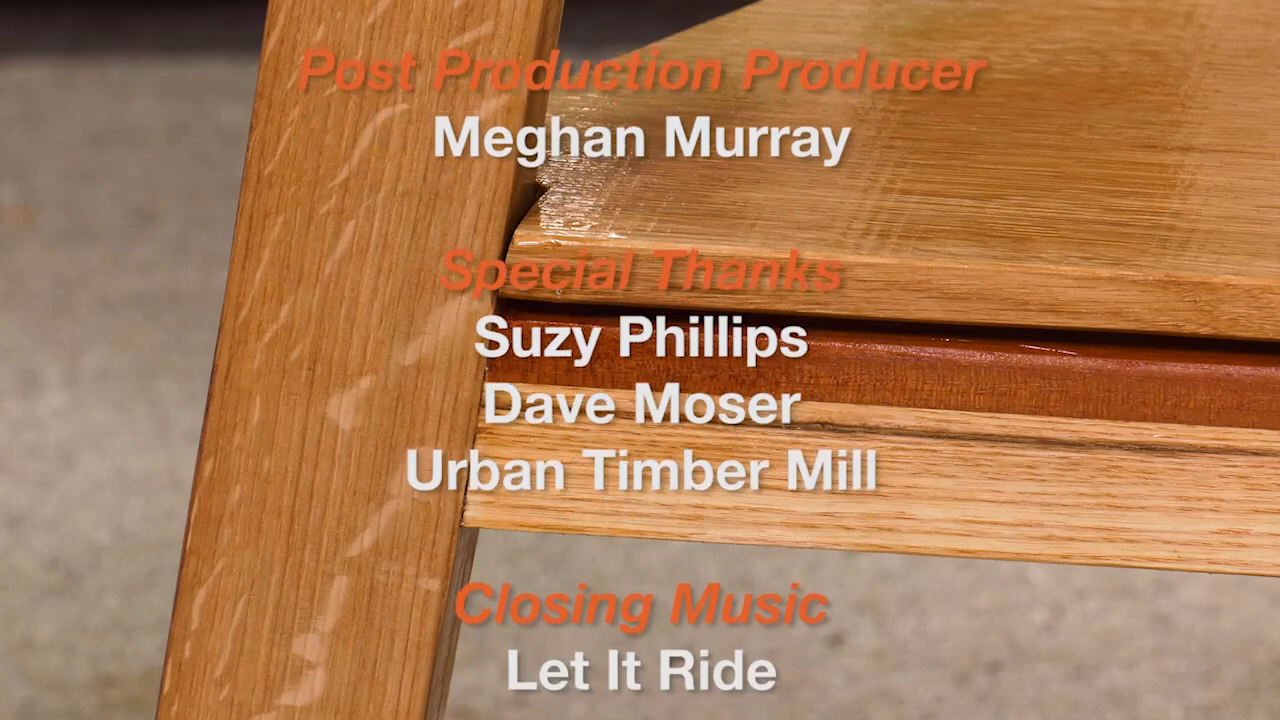 Post Production Producer
Meghan Murray
Special Thanks
Suzy Phillips
Dave Moser
Urban Timber Mill
Closing Music
Let It Ride